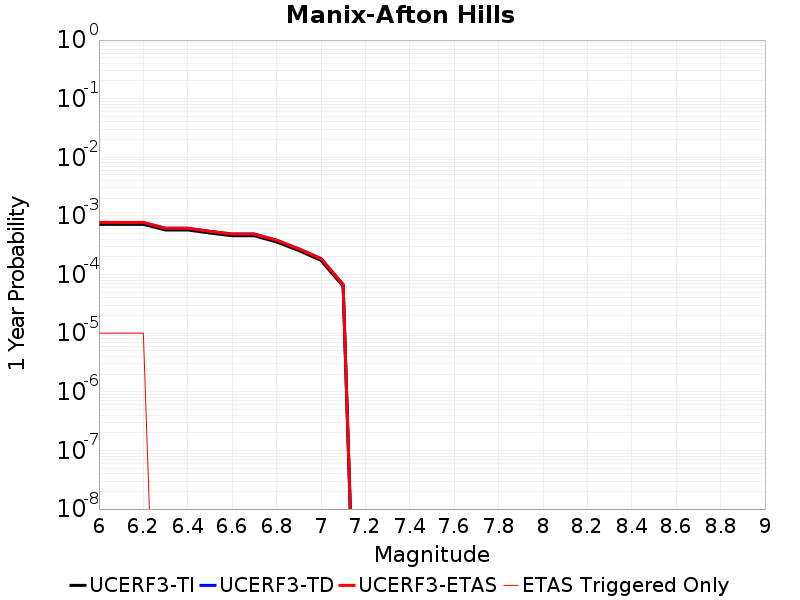 Manix-Afton Hills
1 Year Probability
10^0
10^-1
10^-2
10^-3
10^-4
10^-5
10^-6
10^-7
10^-8
6 6.2 6.4 6.6 6.8 7 7.2 7.4 7.6 7.8 8 8.2 8.4 8.6 8.8 9
Magnitude
UCERF3-TI UCERF3-TD UCERF3-ETAS ETAS Triggered Only